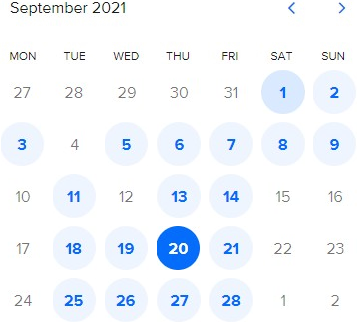 September 2021
MON TUE WED THU FRI SAT SUN
27 28 29 30 31 1 2
3 4 5 6 7 8 9
10 11 12 13 14 15 16
17 18 19 20 21 22 23
24 25 26 27 28 1 2